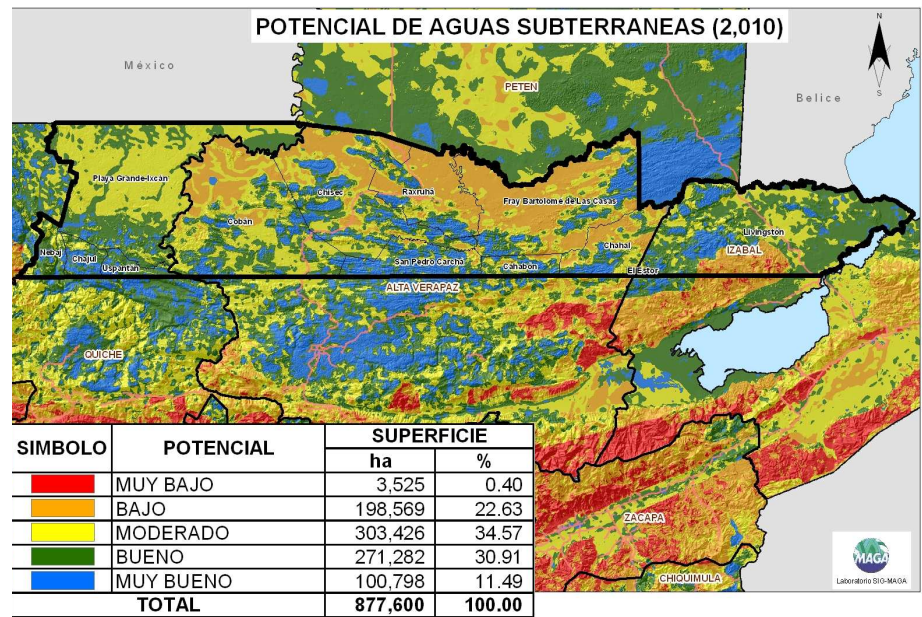 POTENCIAL DE AGUAS SUBTERRANEAS (2,010)
N
S
México
PETEN
Belice
Playa Grande-Ixcán
Chisec
Raxruha
Fray Bartolome de Las Casas
Cobán
Livingston
Nebaj
Chajul
Uspantán
San Pedro Carcha
Cahabon
Chahal
El Estor
IZABAL
ALTA VERAPAZ
QUICHE
ZACAPA
CHIQUIMULA
SIMBOLO POTENCIAL SUPERFICIE
ha %
MUY BAJO 3,525 0.40
BAJO 198,569 22.63
MODERADO 303,426 34.57
BUENO 271,282 30.91
MUY BUENO 100,798 11.49
TOTAL 877,600 100.00
MAGA
Laboratorio SIG-MAGA